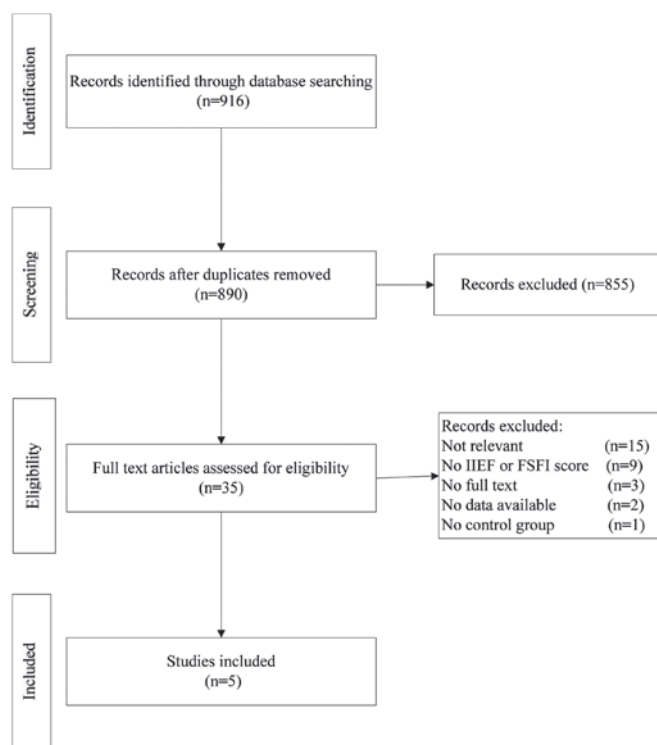 Identification
Records identified through database searching
(n=916)
Screening
Records after duplicates removed
(n=890)
Records excluded (n=855)
Eligibility
Full text articles assessed for eligibility
(n=35)
Records excluded:
Not relevant (n=15)
No IIEF or FSFI score (n=9)
No full text (n=3)
No data available (n=2)
No control group (n=1)
Included
Studies included
(n=5)